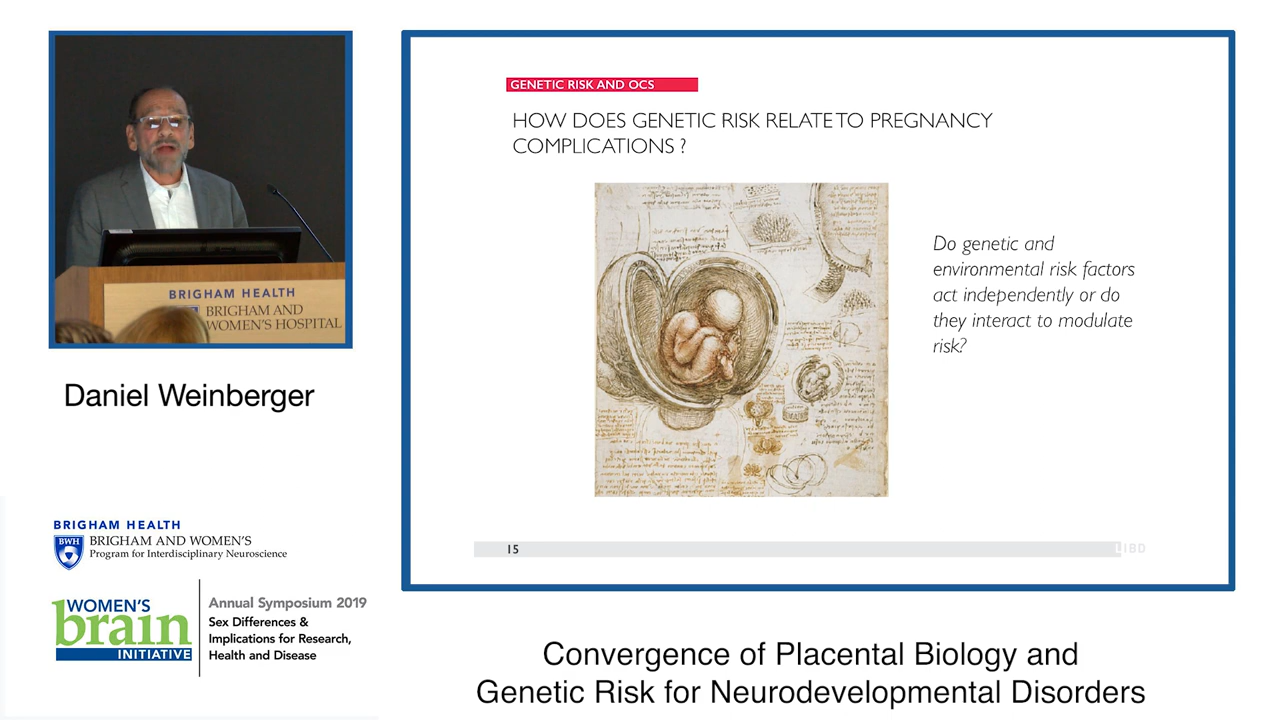 GENETIC RISK AND OCS
HOW DOES GENETIC RISK RELATE TO PREGNANCY
COMPLICATIONS ?
Do genetic and
environmental risk factors
act independently or do
they interact to modulate
risk?
15
LIBD
BRIGHAM HEALTH
BRIGHAM AND
WOMEN'S HOSPITAL
Daniel Weinberger
BRIGHAM HEALTH
BWH
BRIGHAM AND WOMEN'S
Program for Interdisciplinary Neuroscience
WOMEN'S
brain
INITIATIVE
Annual Symposium 2019
Sex Differences &
Implications for Research,
Health and Disease
Convergence of Placental Biology and
Genetic Risk for Neurodevelopmental Disorders